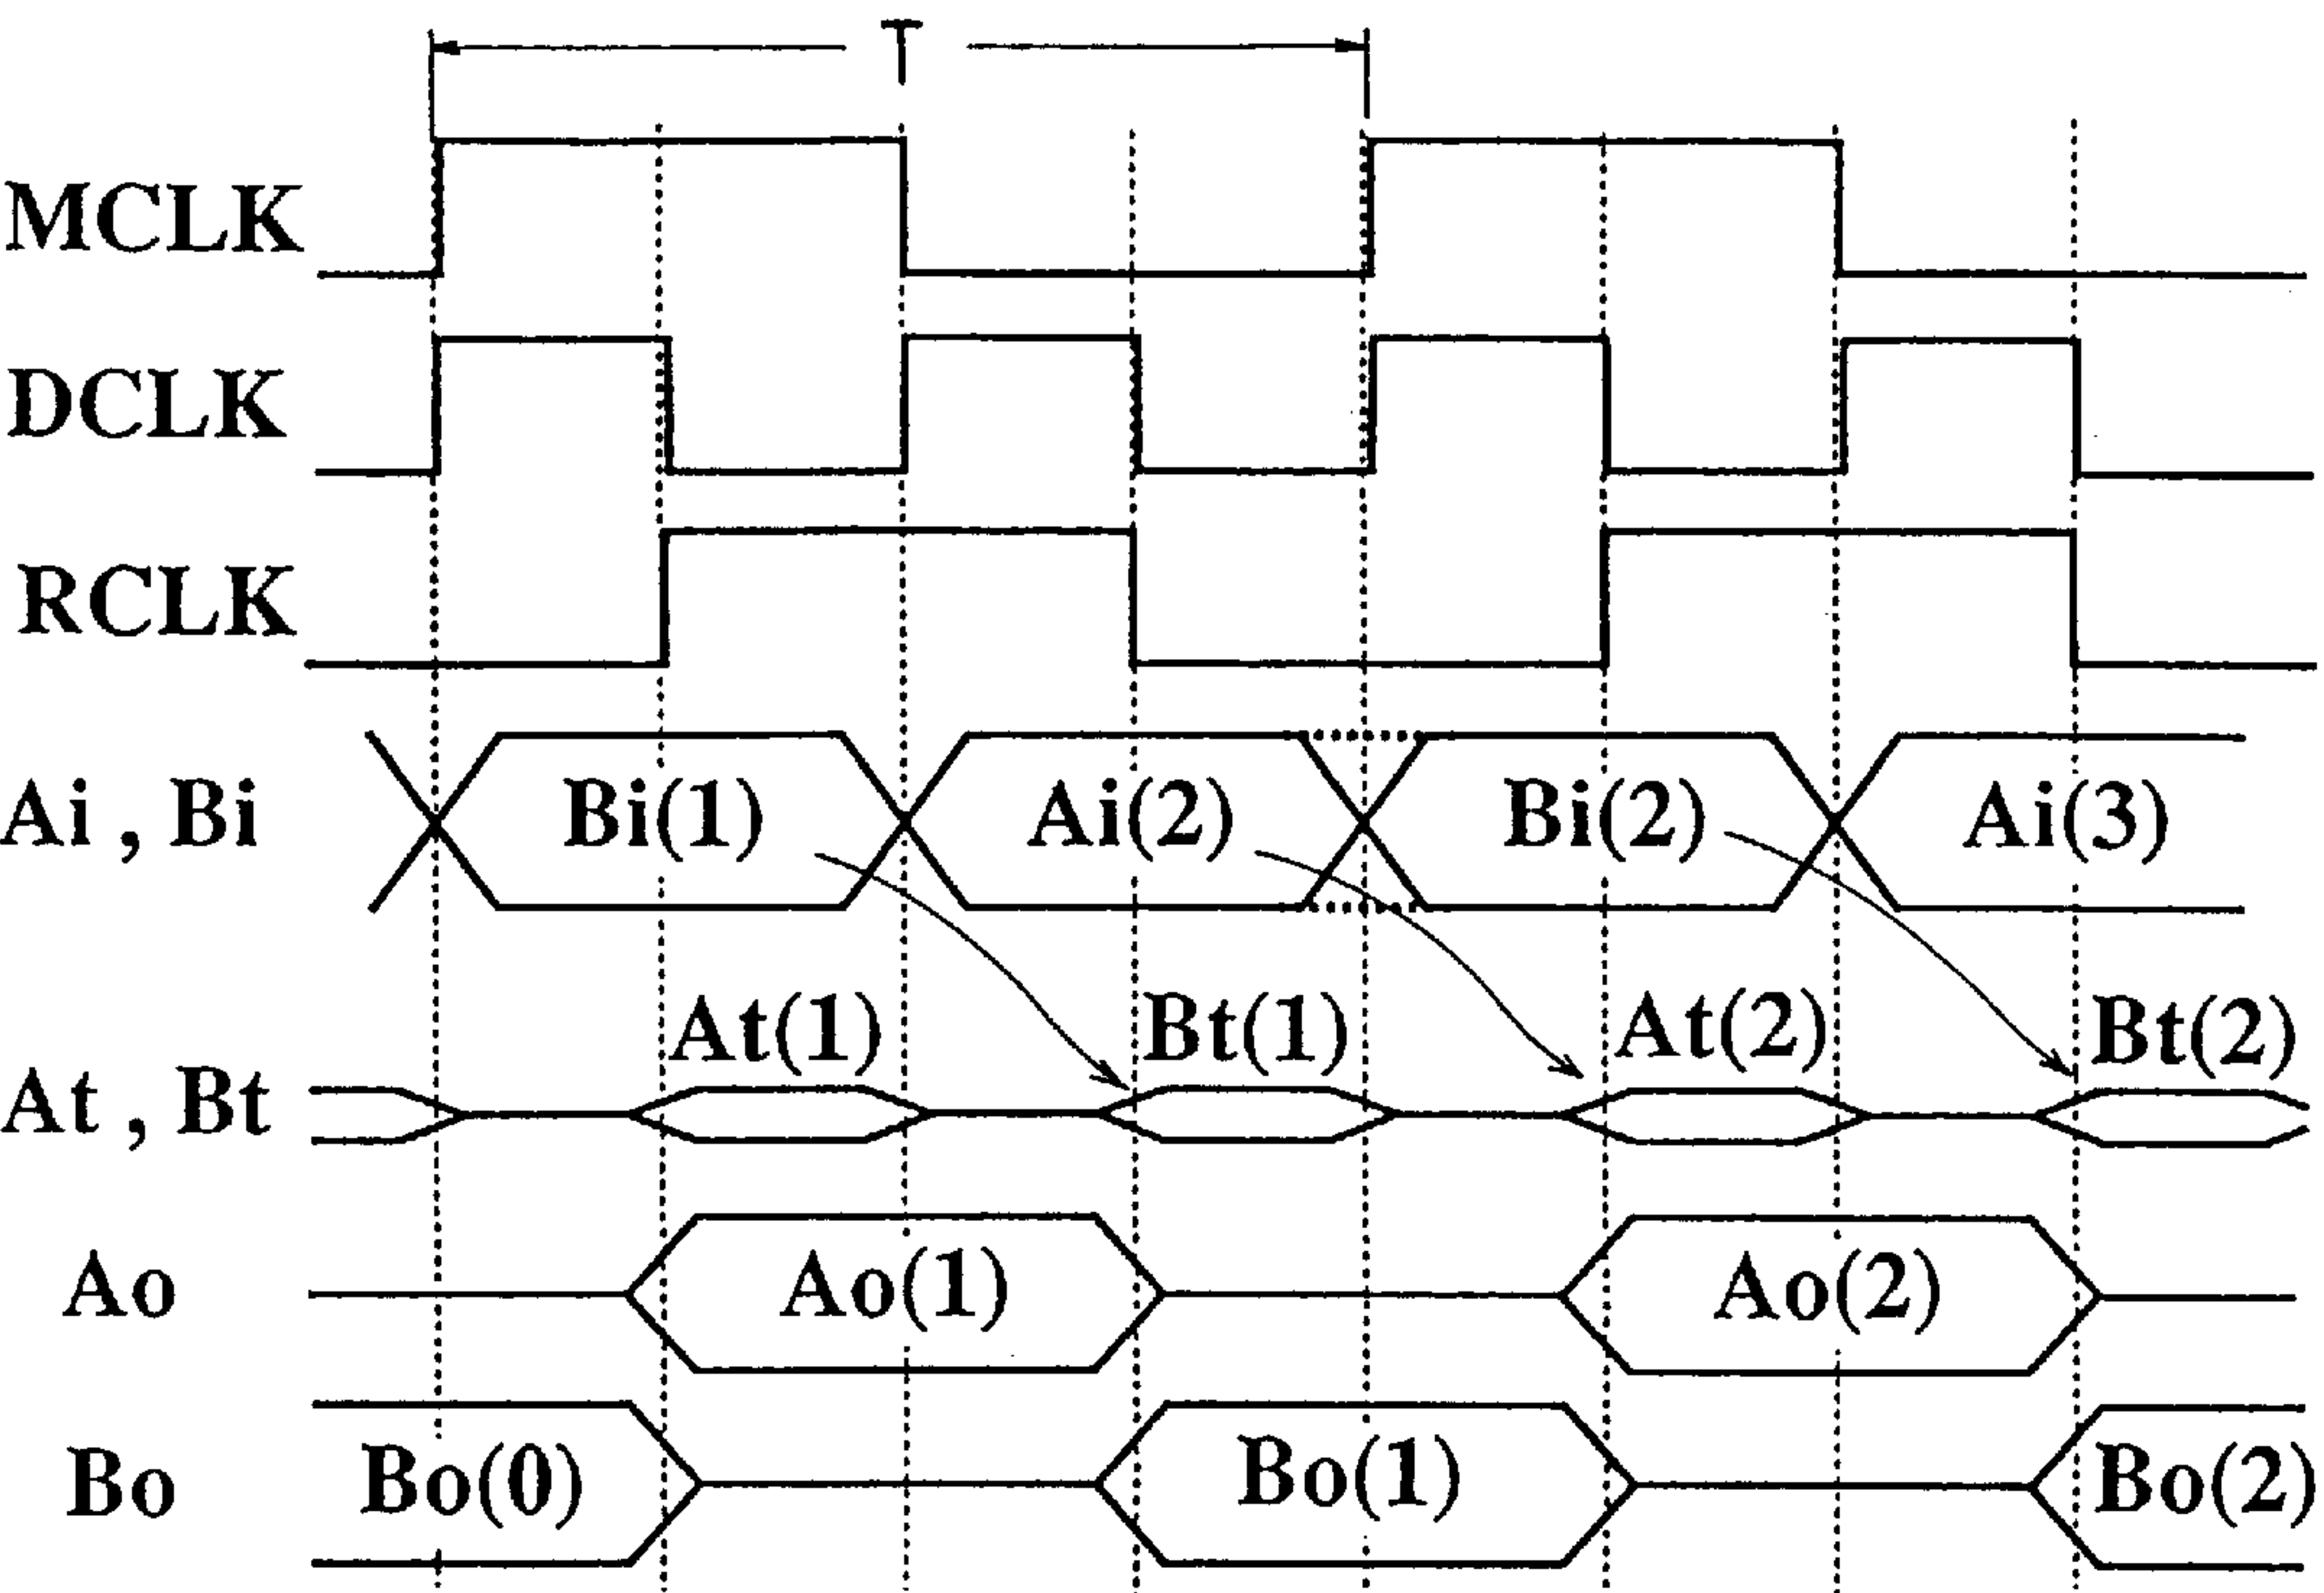 T
MCLK
DCLK
RCLK
Ai , Bi Bi(1) Ai(2) Bi(2) Ai(3)
At(1) Bt(1) At(2) Bt(2)
At , Bt
Ao Ao(1) Ao(2)
Bo Bo(0) Bo(1) Bo(2)